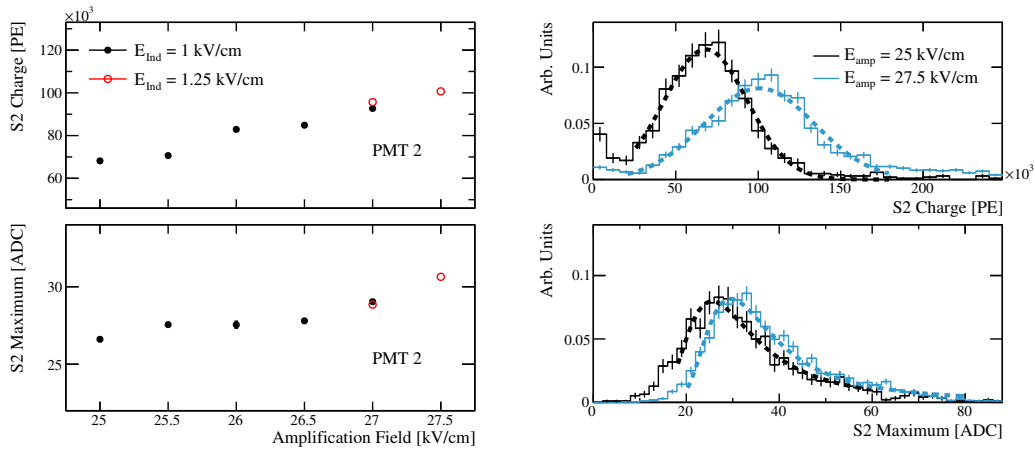 ×10³
S2 Charge [PE]
120
100
80
60
E_Ind = 1 kV/cm
E_Ind = 1.25 kV/cm
PMT 2
S2 Maximum [ADC]
30
25
PMT 2
25 25.5 26 26.5 27 27.5
Amplification Field [kV/cm]
Arb. Units
0.1
0.05
0
E_amp = 25 kV/cm
E_amp = 27.5 kV/cm
50 100 150 200 ×10³
S2 Charge [PE]
Arb. Units
0.1
0.05
0
0 20 40 60 80
S2 Maximum [ADC]